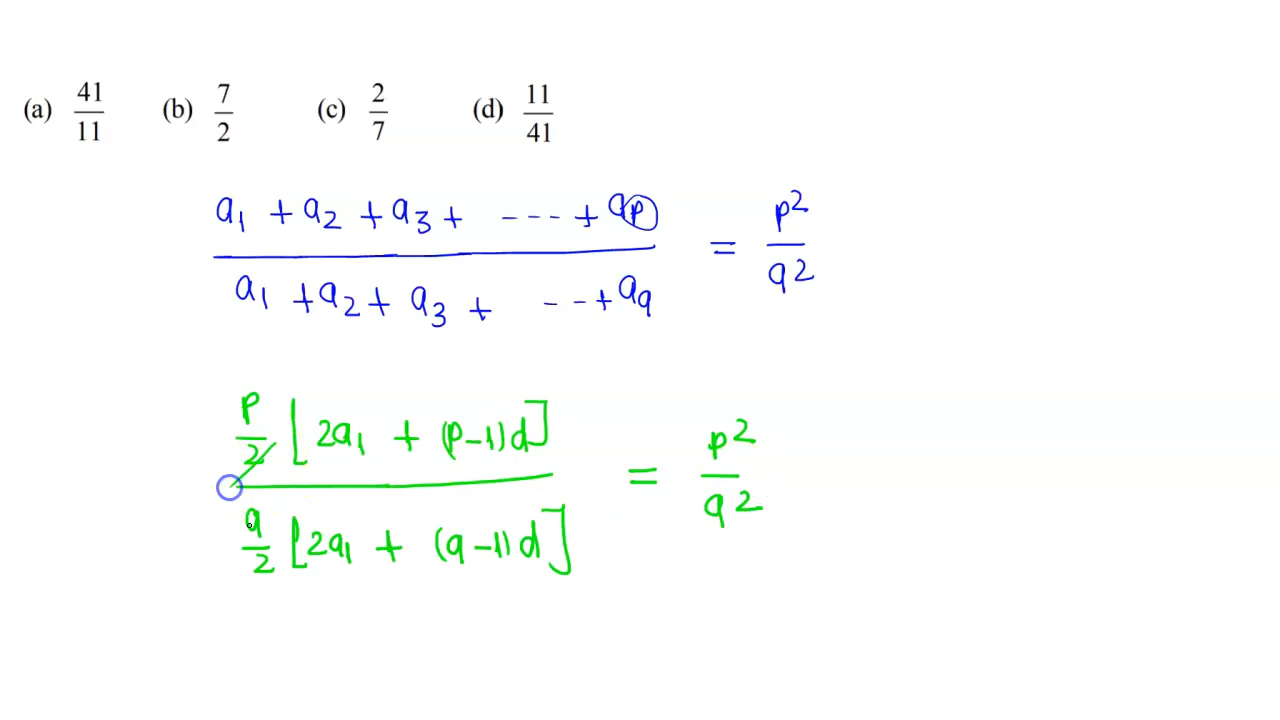 (a) 41/11 (b) 7/2 (c) 2/7 (d) 11/41
a₁ + a₂ + a₃ + --- + aₚ / a₁ + a₂ + a₃ + -- + a_q = p²/q²
p/2 [2a₁ + (p-1)d] / q/2 [2a₁ + (q-1)d] = p²/q²